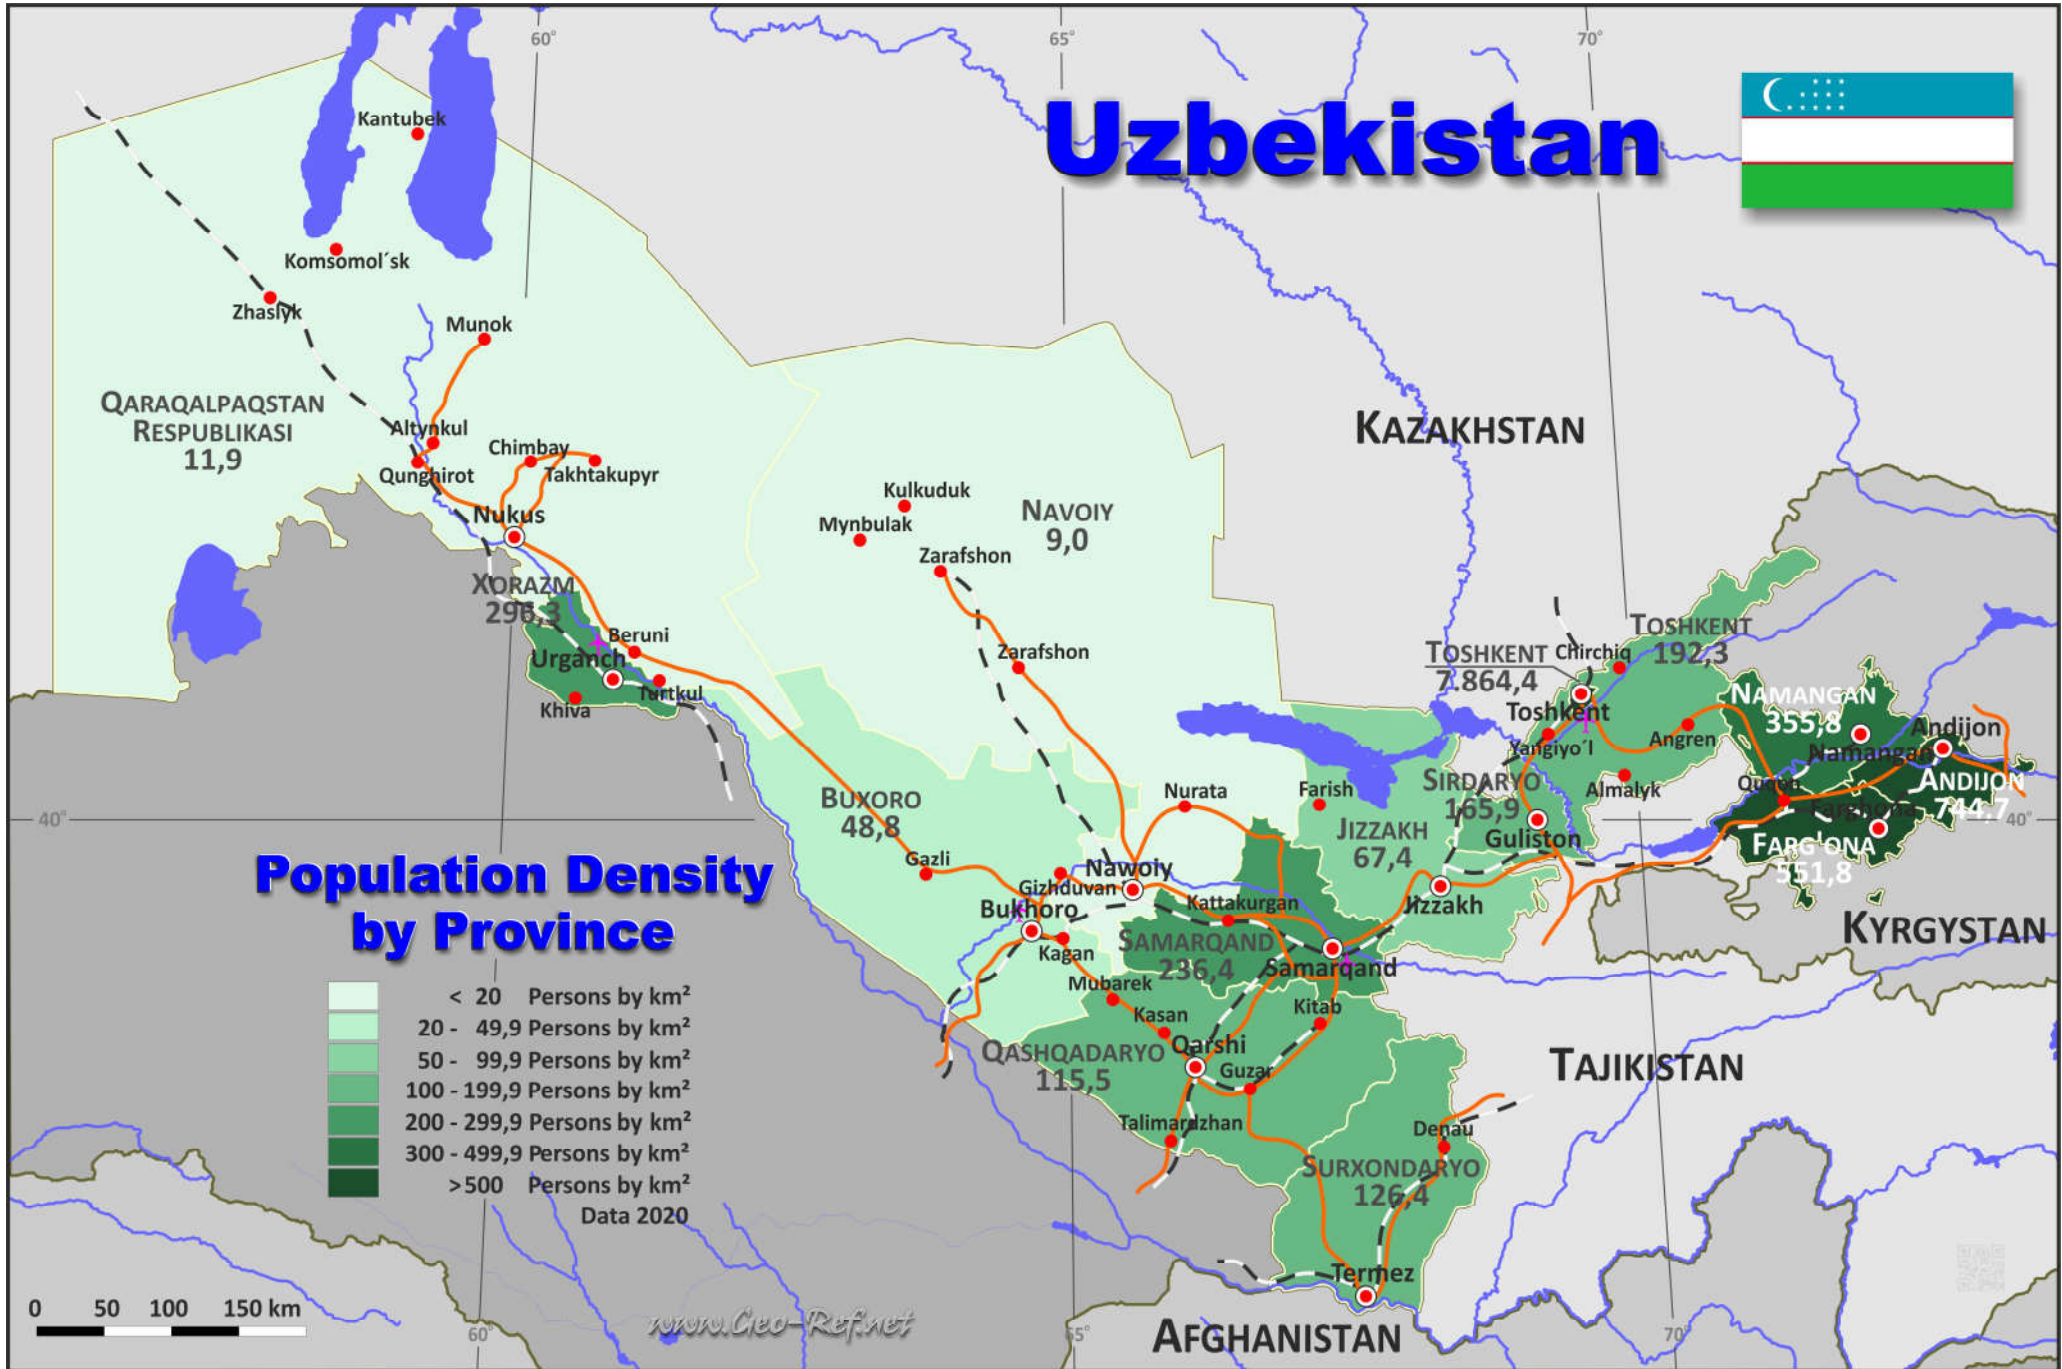 60°
65°
70°
Uzbekistan
Kantubek
Komsomol´sk
Zhaslyk
Munok
QARAQALPAQSTAN
RESPUBLIKASI
11,9
Altynkul
Chimbay
Qunghirot
Takhtakupyr
Nukus
KAZAKHSTAN
Kulkuduk
Mynbulak
NAVOIY
9,0
Zarafshon
XORAZM
296,3
Beruni
Urganch
Turtkul
Khiva
Zarafshon
TOSHKENT
192,3
TOSHKENT
7.864,4
Chirchiq
Toshkent
Yangiyo´l
Angren
Almalyk
NAMANGAN
355,8
Namangan
Andijon
ANDIJON
744,7
Quqon
Farghona
FARG'ONA
551,8
SIRDARYO
165,9
Guliston
40°
40°
BUXORO
48,8
Nurata
Farish
JIZZAKH
67,4
Gazli
Gizhduvan
Nawoiy
Bukhoro
Kagan
Kattakurgan
Jizzakh
SAMARQAND
236,4
Samarqand
KYRGYSTAN
Population Density
by Province
Mubarek
Kasan
Kitab
QASHQADARYO
115,5
Qarshi
Guzar
TAJIKISTAN
Talimardzhan
Denau
SURXONDARYO
126,4
Termez
< 20 Persons by km²
20 - 49,9 Persons by km²
50 - 99,9 Persons by km²
100 - 199,9 Persons by km²
200 - 299,9 Persons by km²
300 - 499,9 Persons by km²
>500 Persons by km²
Data 2020
0 50 100 150 km
www.Geo-Ref.net
60°
65°
70°
AFGHANISTAN